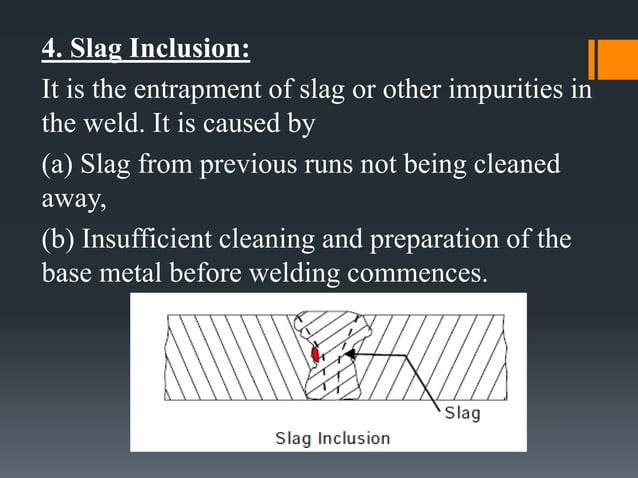 4. Slag Inclusion:
It is the entrapment of slag or other impurities in
the weld. It is caused by
(a) Slag from previous runs not being cleaned
away,
(b) Insufficient cleaning and preparation of the
base metal before welding commences.
Slag
Slag Inclusion